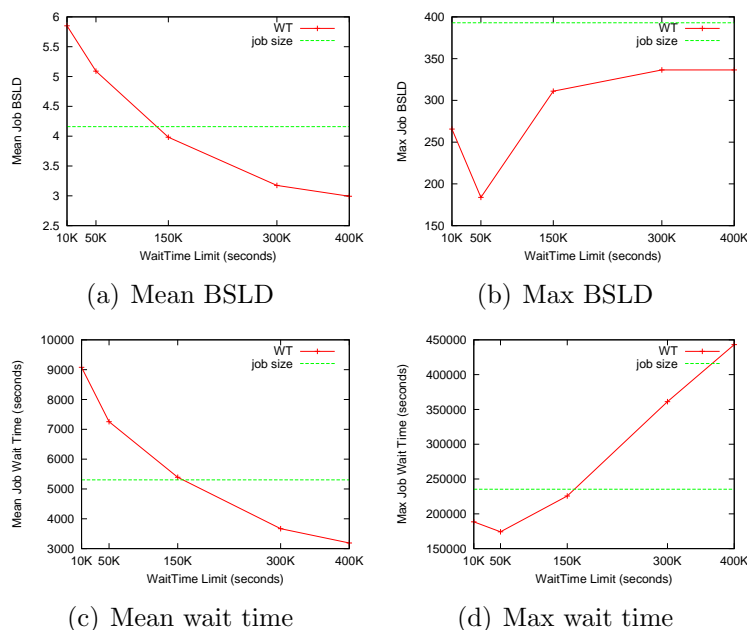 6
5.5
5
4.5
4
3.5
3
2.5
Mean Job BSLD
WT
job size
10K 50K 150K 300K 400K
WaitTime Limit (seconds)
(a) Mean BSLD
400
350
300
250
200
150
Max Job BSLD
WT
job size
10K 50K 150K 300K 400K
WaitTime Limit (seconds)
(b) Max BSLD
10000
9000
8000
7000
6000
5000
4000
3000
Mean Job Wait Time (seconds)
WT
job size
10K 50K 150K 300K 400K
WaitTime Limit (seconds)
(c) Mean wait time
450000
400000
350000
300000
250000
200000
150000
Max Job Wait Time (seconds)
WT
job size
10K 50K 150K 300K 400K
WaitTime Limit (seconds)
(d) Max wait time